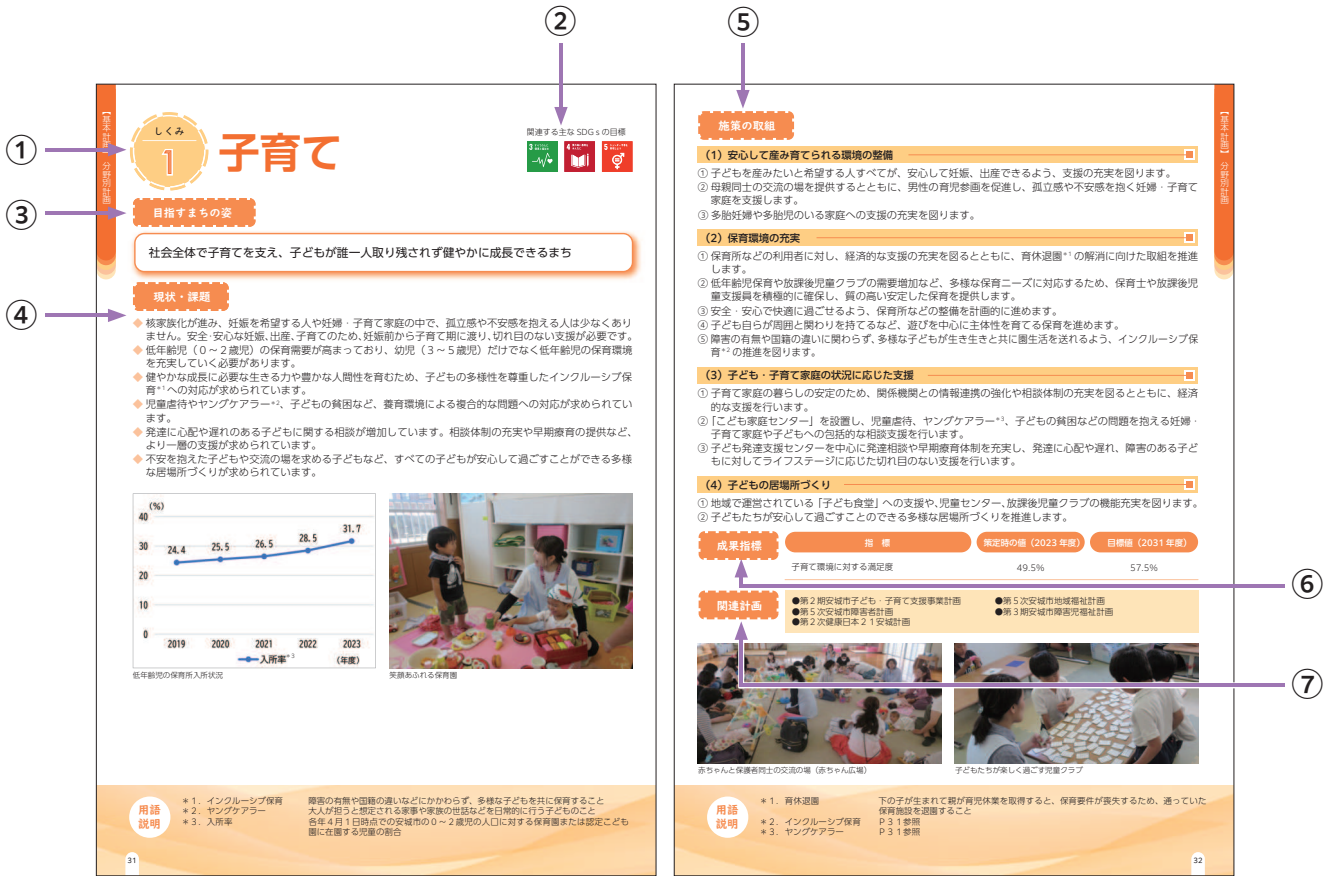 ②
⑤
【基本計画】 分野別計画
①
しくみ
1
子育て
関連する主な SDGs の目標
3
4
5
③
目指すまちの姿
社会全体で子育てを支え、子どもが誰一人取り残されず健やかに成長できるまち
④
現状・課題
◆ 核家族化が進み、妊娠を希望する人や妊婦・子育て家庭の中で、孤立感や不安感を抱える人は少なくあり
ません。安全・安心な妊娠、出産、子育てのため、妊娠前から子育て期に渡り、切れ目のない支援が必要です。
◆ 低年齢児（０～２歳児）の保育需要が高まっており、幼児（３～５歳児）だけでなく低年齢児の保育環境
を充実していく必要があります。
◆ 健やかな成長に必要な生きる力や豊かな人間性を育むため、子どもの多様性を尊重したインクルーシブ保
育*¹への対応が求められています。
◆ 児童虐待やヤングケアラー*²、子どもの貧困など、養育環境による複合的な問題への対応が求められてい
ます。
◆ 発達に心配や遅れのある子どもに関する相談が増加しています。相談体制の充実や早期療育の提供など、
より一層の支援が求められています。
◆ 不安を抱えた子どもや交流の場を求める子どもなど、すべての子どもが安心して過ごすことができる多様
な居場所づくりが求められています。
(%)
40
30
20
10
0
24.4 25.5 26.5 28.5 31.7
2019 2020 2021 2022 2023
入所率*³ (年度)
低年齢児の保育所入所状況
笑顔あふれる保育園
用語
説明
＊１．インクルーシブ保育 障害の有無や国籍の違いなどにかかわらず、多様な子どもを共に保育すること
＊２．ヤングケアラー 大人が担うと想定される家事や家族の世話などを日常的に行う子どものこと
＊３．入所率 各年４月１日時点での安城市の０～２歳児の人口に対する保育園または認定こども
園に在園する児童の割合
31
【基本計画】 分野別計画
施策の取組
（1）安心して産み育てられる環境の整備
① 子どもを産みたいと希望する人すべてが、安心して妊娠、出産できるよう、支援の充実を図ります。
② 母親同士の交流の場を提供するとともに、男性の育児参画を促進し、孤立感や不安感を抱く妊婦・子育て
家庭を支援します。
③ 多胎妊婦や多胎児のいる家庭への支援の充実を図ります。
（2）保育環境の充実
① 保育所などの利用者に対し、経済的な支援の充実を図るとともに、育休退園*¹の解消に向けた取組を推進
します。
② 低年齢児保育や放課後児童クラブの需要増加など、多様な保育ニーズに対応するため、保育士や放課後児
童支援員を積極的に確保し、質の高い安定した保育を提供します。
③ 安全・安心で快適に過ごせるよう、保育所などの整備を計画的に進めます。
④ 子ども自らが周囲と関わりを持てるなど、遊びを中心に主体性を育てる保育を進めます。
⑤ 障害の有無や国籍の違いに関わらず、多様な子どもが生き生きと共に園生活を送れるよう、インクルーシブ保
育*²の推進を図ります。
（3）子ども・子育て家庭の状況に応じた支援
① 子育て家庭の暮らしの安定のため、関係機関との情報連携の強化や相談体制の充実を図るとともに、経済
的な支援を行います。
② 「こども家庭センター」を設置し、児童虐待、ヤングケアラー*³、子どもの貧困などの問題を抱える妊婦・
子育て家庭や子どもへの包括的な相談支援を行います。
③ 子ども発達支援センターを中心に発達相談や早期療育体制を充実し、発達に心配や遅れ、障害のある子ど
もに対してライフステージに応じた切れ目のない支援を行います。
（4）子どもの居場所づくり
① 地域で運営されている「子ども食堂」への支援や、児童センター、放課後児童クラブの機能充実を図ります。
② 子どもたちが安心して過ごすことのできる多様な居場所づくりを推進します。
成果指標
指 標 策定時の値（2023 年度） 目標値（2031 年度）
子育て環境に対する満足度 49.5% 57.5%
⑥
関連計画
●第２期安城市子ども・子育て支援事業計画 ●第５次安城市地域福祉計画
●第５次安城市障害者計画 ●第３期安城市障害児福祉計画
●第２次健康日本２１安城計画
⑦
赤ちゃんと保護者同士の交流の場（赤ちゃん広場）
子どもたちが楽しく過ごす児童クラブ
用語
説明
＊１．育休退園 下の子が生まれて親が育児休業を取得すると、保育要件が喪失するため、通っていた
保育施設を退園すること
＊２．インクルーシブ保育 Ｐ３１参照
＊３．ヤングケアラー Ｐ３１参照
32